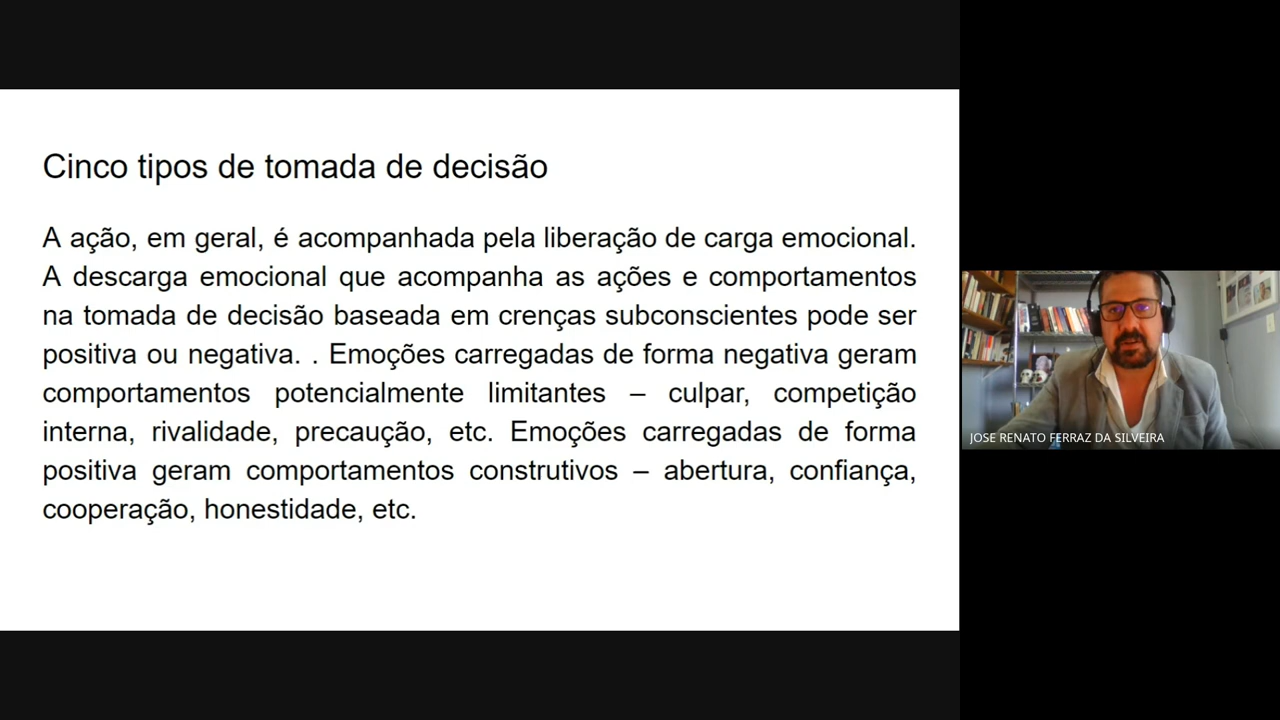 Cinco tipos de tomada de decisão
A ação, em geral, é acompanhada pela liberação de carga emocional.
A descarga emocional que acompanha as ações e comportamentos
na tomada de decisão baseada em crenças subconscientes pode ser
positiva ou negativa. . Emoções carregadas de forma negativa geram
comportamentos potencialmente limitantes – culpar, competição
interna, rivalidade, precaução, etc. Emoções carregadas de forma
positiva geram comportamentos construtivos – abertura, confiança,
cooperação, honestidade, etc.
JOSE RENATO FERRAZ DA SILVEIRA